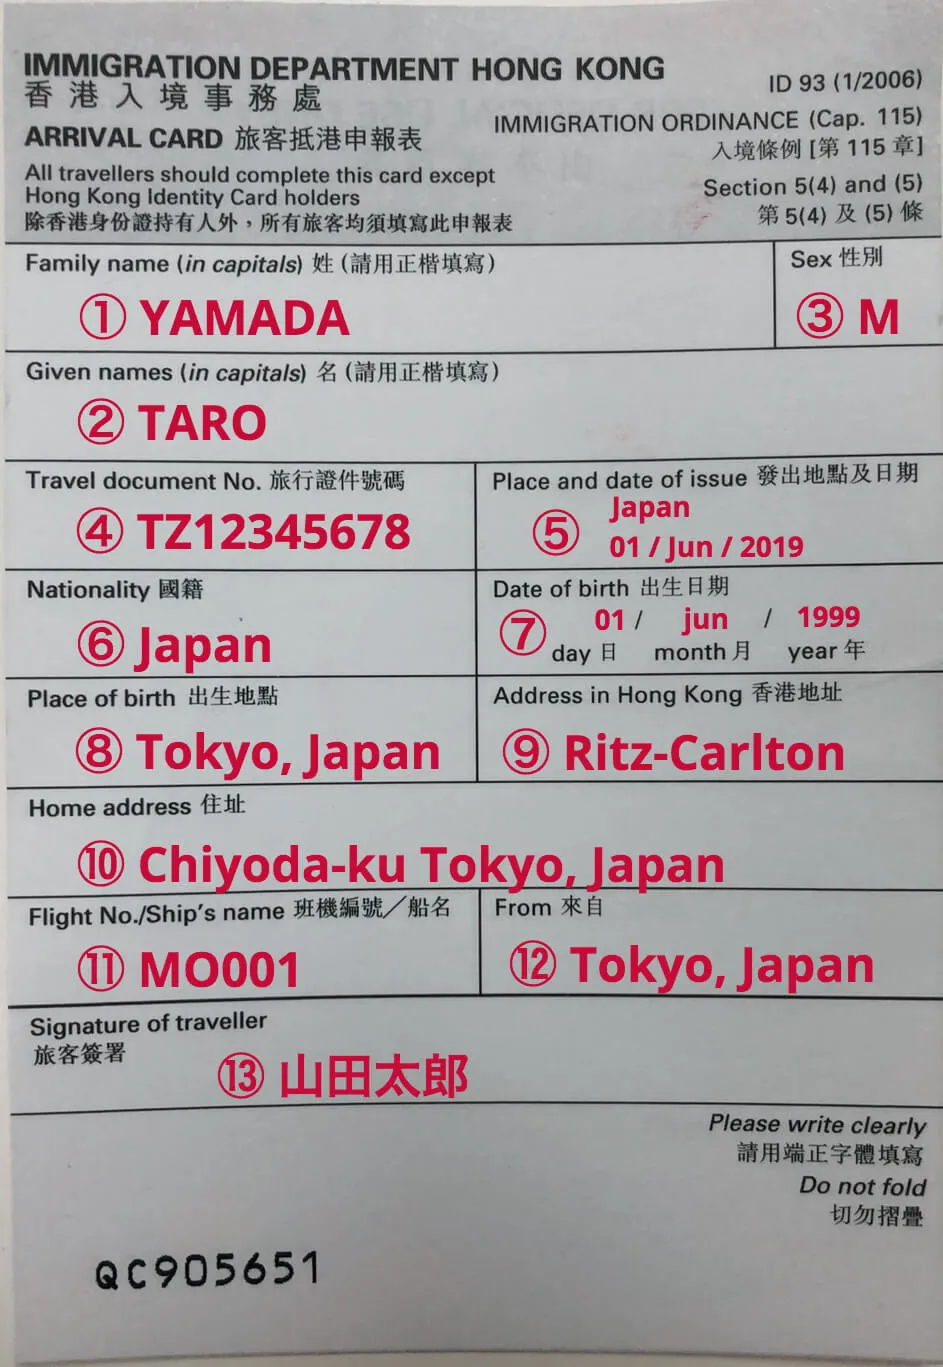 IMMIGRATION DEPARTMENT HONG KONG
香港入境事務處
ID 93 (1/2006)
ARRIVAL CARD 旅客抵港申報表
IMMIGRATION ORDINANCE (Cap. 115)
入境條例 [第 115 章]
All travellers should complete this card except
Hong Kong Identity Card holders
除香港身份證持有人外，所有旅客均須填寫此申報表
Section 5(4) and (5)
第 5(4) 及 (5) 條
Family name (in capitals) 姓 (請用正楷填寫)
① YAMADA
Sex 性別
③ M
Given names (in capitals) 名 (請用正楷填寫)
② TARO
Travel document No. 旅行證件號碼
④ TZ12345678
Place and date of issue 發出地點及日期
⑤ Japan
01 / Jun / 2019
Nationality 國籍
⑥ Japan
Date of birth 出生日期
⑦ 01 / jun / 1999
day 日 month 月 year 年
Place of birth 出生地點
⑧ Tokyo, Japan
Address in Hong Kong 香港地址
⑨ Ritz-Carlton
Home address 住址
⑩ Chiyoda-ku Tokyo, Japan
Flight No./Ship's name 班機編號／船名
⑪ MO001
From 來自
⑫ Tokyo, Japan
Signature of traveller
旅客簽署
⑬ 山田太郎
Please write clearly
請用端正字體填寫
Do not fold
切勿摺疊
QC905651